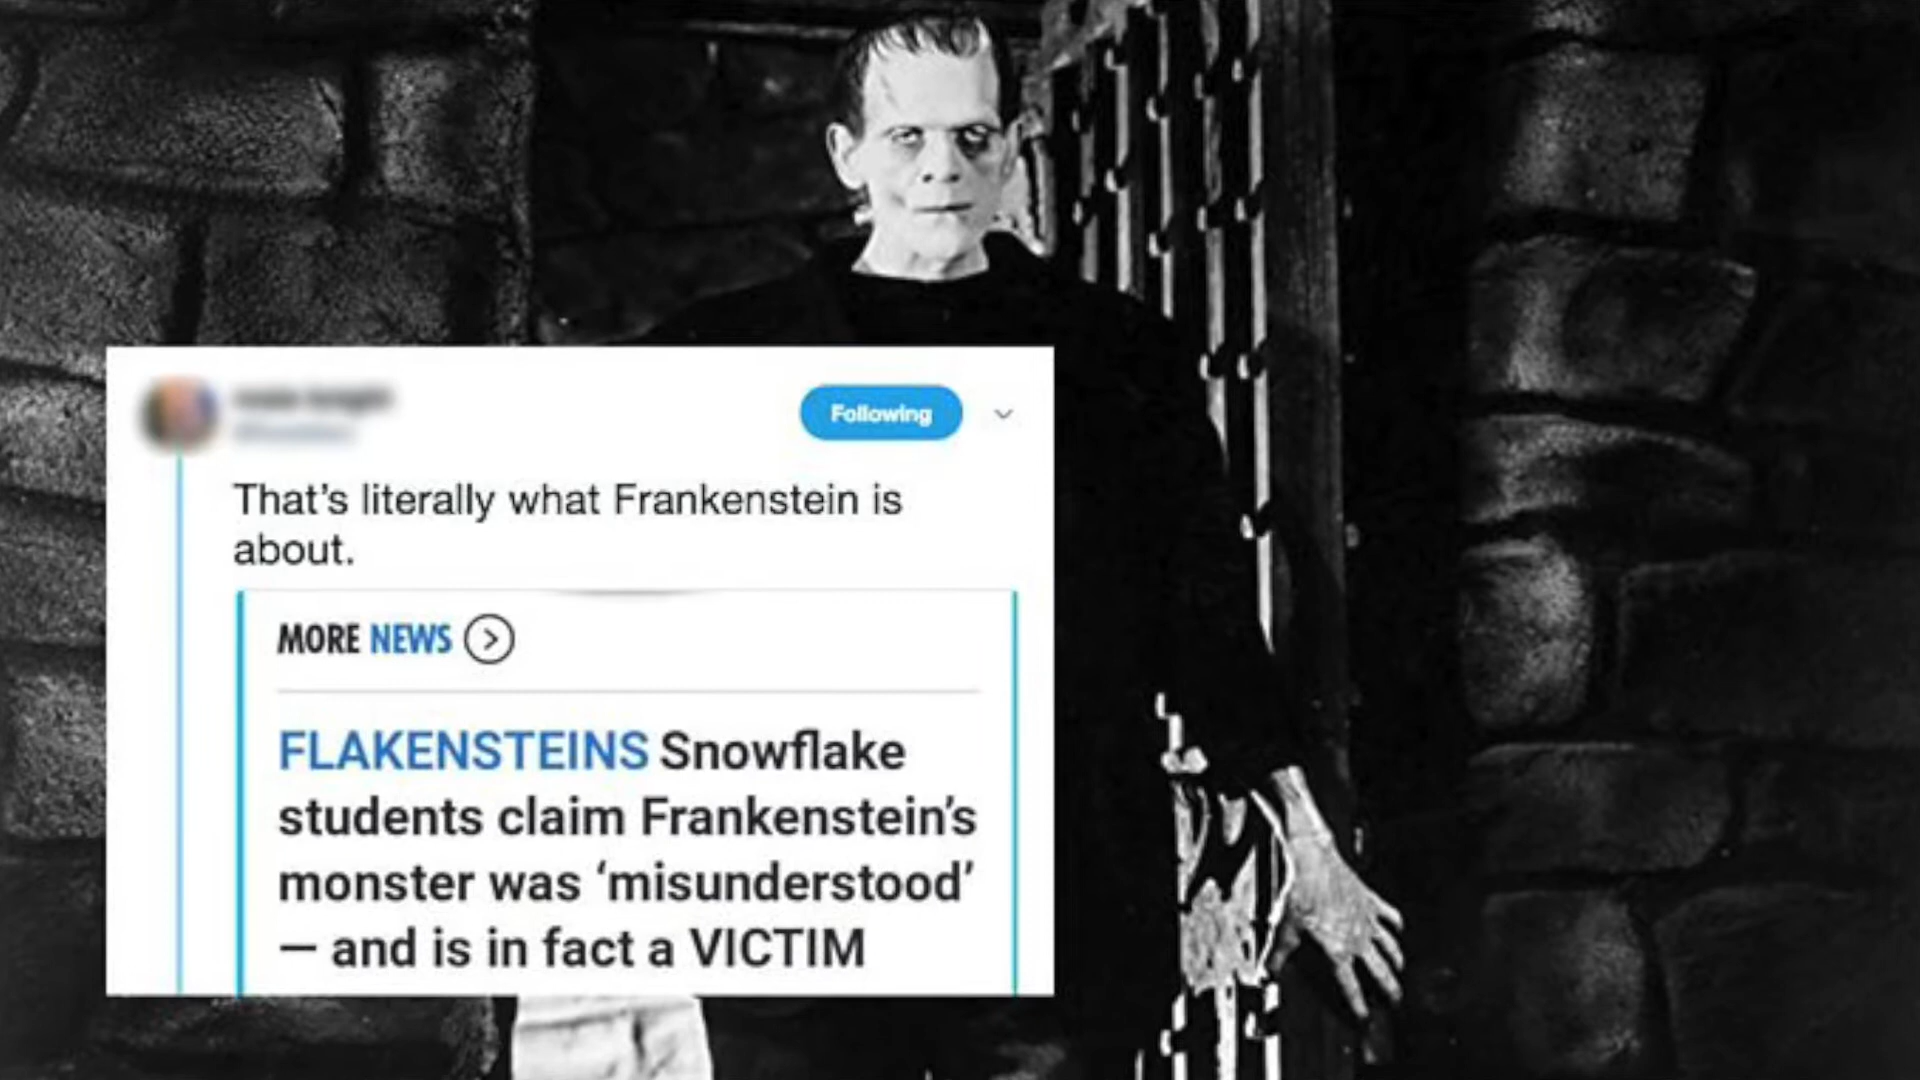 Following
That’s literally what Frankenstein is
about.
MORE NEWS
FLAKENSTEINS Snowflake
students claim Frankenstein’s
monster was ‘misunderstood’
— and is in fact a VICTIM